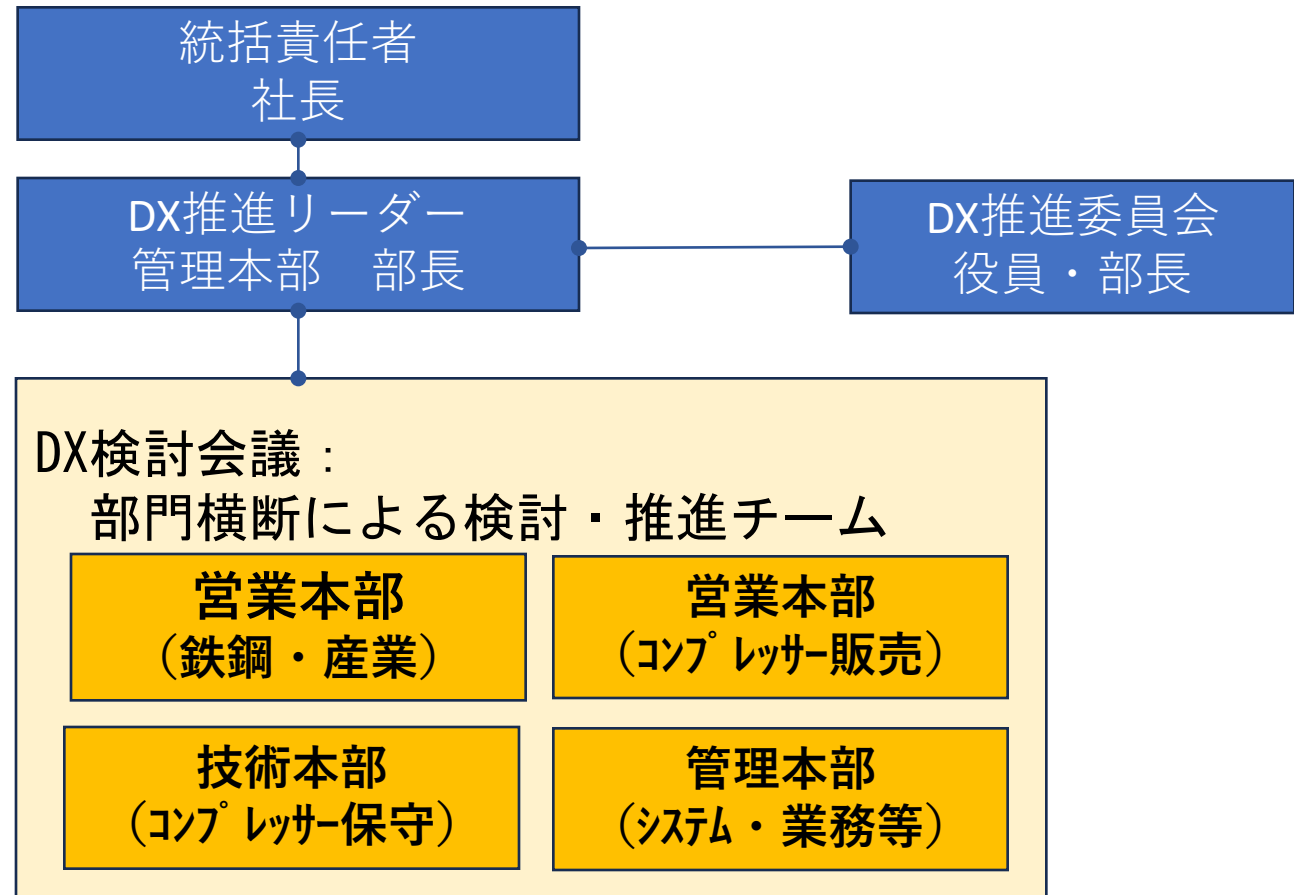 統括責任者
社長
DX推進リーダー
管理本部　部長
DX推進委員会
役員・部長
DX検討会議：
部門横断による検討・推進チーム
営業本部
（鉄鋼・産業）
営業本部
（ｺﾝﾌﾟﾚｯｻｰ販売）
技術本部
（ｺﾝﾌﾟﾚｯｻｰ保守）
管理本部
（ｼｽﾃﾑ・業務等）